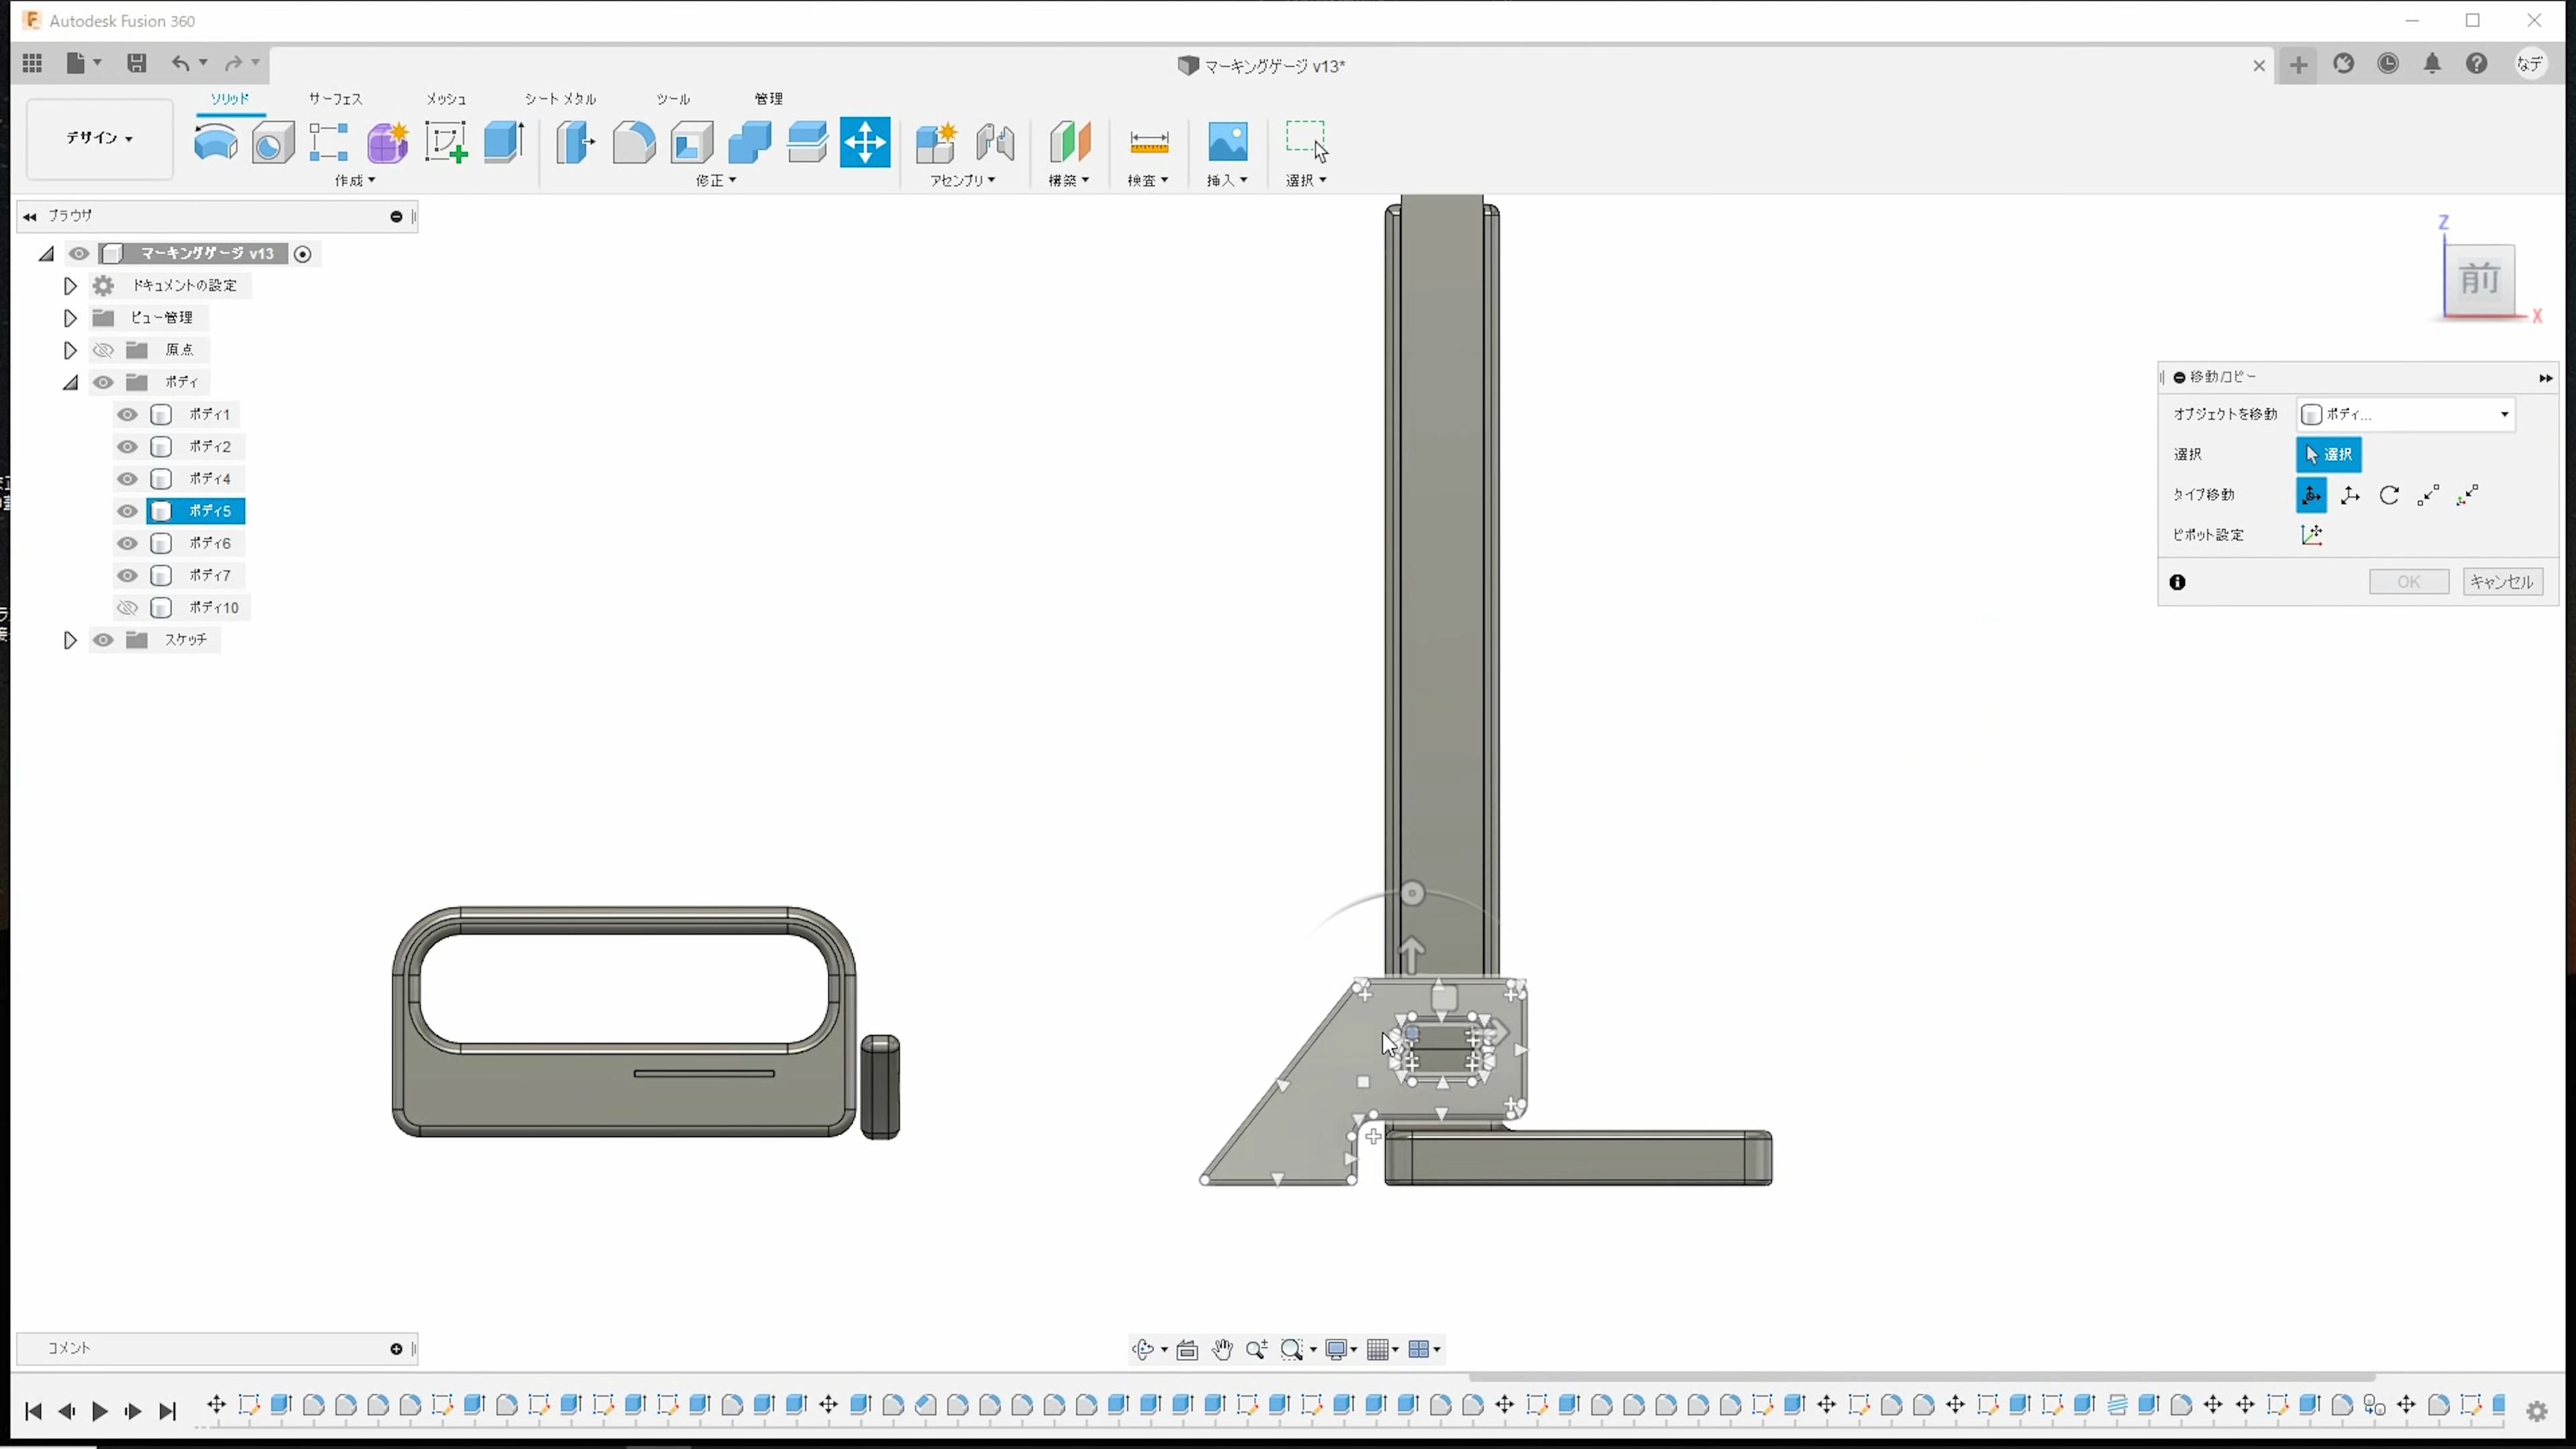 Autodesk Fusion 360
マーキングゲージ v13*
なデ
ソリッド サーフェス メッシュ シート メタル ツール 管理
デザイン
作成 修正 アセンブリ 構築 検査 挿入 選択
ブラウザ
マーキングゲージ v13
ドキュメントの設定
ビュー管理
原点
ボディ
ボディ1
ボディ2
ボディ4
ボディ5
ボディ6
ボディ7
ボディ10
スケッチ
Z
前
X
移動/コピー
オブジェクトを移動 ボディ...
選択 選択
タイプ移動
ピボット設定
OK キャンセル
コメント